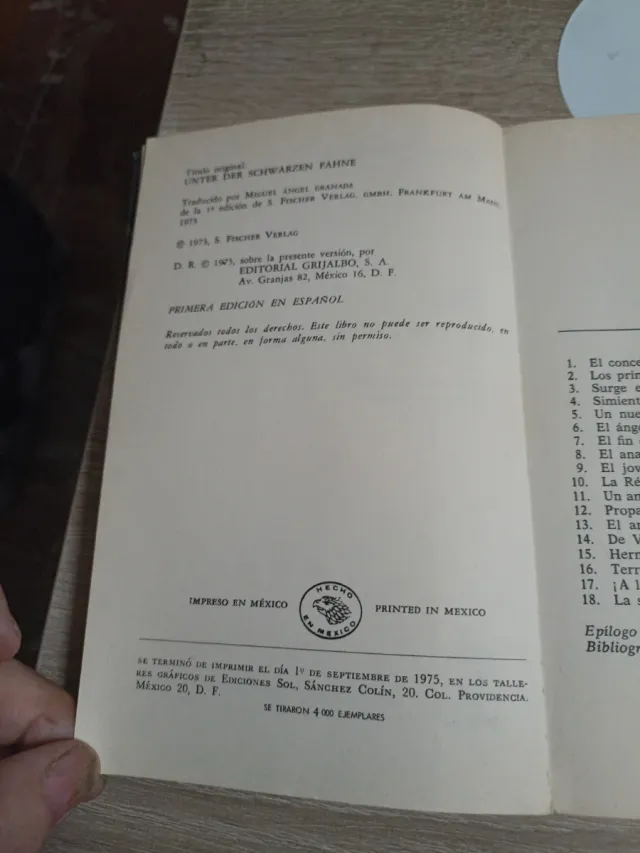 Título original:
UNTER DER SCHWARZEN FAHNE
Traducido por MIGUEL ÁNGEL GRANADA
de la 1ª edición de S. FISCHER VERLAG, GMBH, FRANKFURT AM MAIN,
1973
© 1973, S. FISCHER VERLAG
D. R. © 1975, sobre la presente versión, por
EDITORIAL GRIJALBO, S. A.
Av. Granjas 82, México 16, D. F.
PRIMERA EDICIÓN EN ESPAÑOL
Reservados todos los derechos. Este libro no puede ser reproducido, en
todo o en parte, en forma alguna, sin permiso.
IMPRESO EN MÉXICO
HECHO
EN MEXICO
PRINTED IN MEXICO
SE TERMINÓ DE IMPRIMIR EL DÍA 1º DE SEPTIEMBRE DE 1975, EN LOS TALLE-
RES GRÁFICOS DE EDICIONES SOL, SÁNCHEZ COLÍN, 20. COL. PROVIDENCIA.
MÉXICO 20, D. F.
SE TIRARON 4 000 EJEMPLARES
1. El conce
2. Los prin
3. Surge e
4. Simient
5. Un nue
6. El ánge
7. El fin
8. El ana
9. El jov
10. La Ré
11. Un an
12. Propa
13. El an
14. De V
15. Herm
16. Terr
17. ¡A l
18. La s
Epílogo
Bibliogr